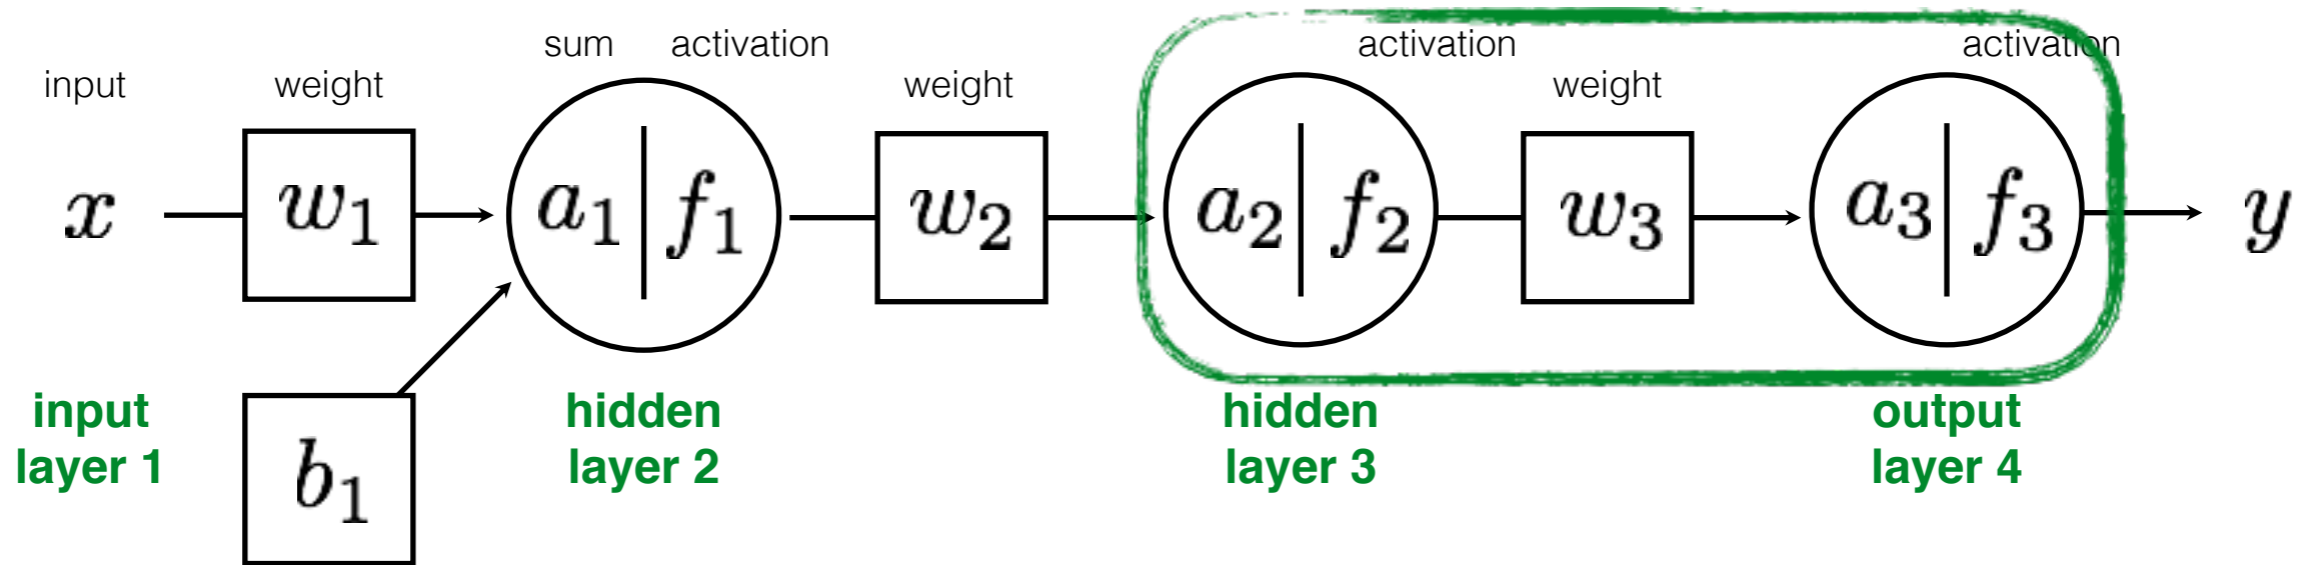 input
weight
sum
activation
weight
activation
weight
activation
x
w1
a1 | f1
w2
a2 | f2
w3
a3 | f3
y
b1
input
layer 1
hidden
layer 2
hidden
layer 3
output
layer 4